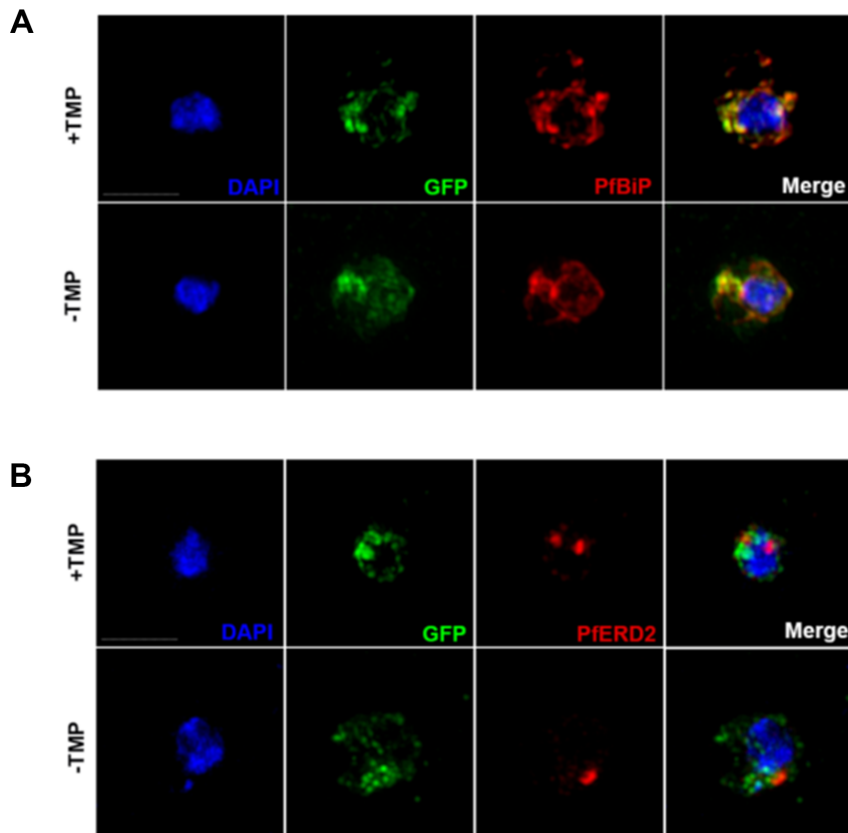 A
+TMP
DAPI
GFP
PfBiP
Merge
-TMP
B
+TMP
DAPI
GFP
PfERD2
Merge
-TMP